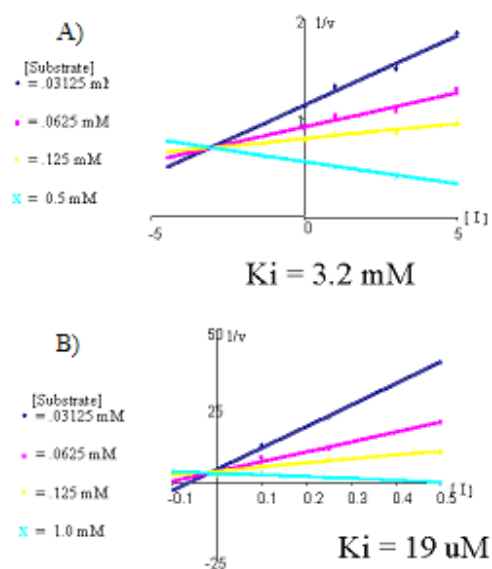 A)
2 1/v
[Substrate]
= .03125 mM
= .0625 mM
= .125 mM
x = 0.5 mM
1
[I]
-5 0 5
Ki = 3.2 mM
B)
50 1/v
[Substrate]
= .03125 mM
= .0625 mM
= .125 mM
x = 1.0 mM
25
[I]
-0.1 0 0.1 0.2 0.3 0.4 0.5
-25
Ki = 19 uM